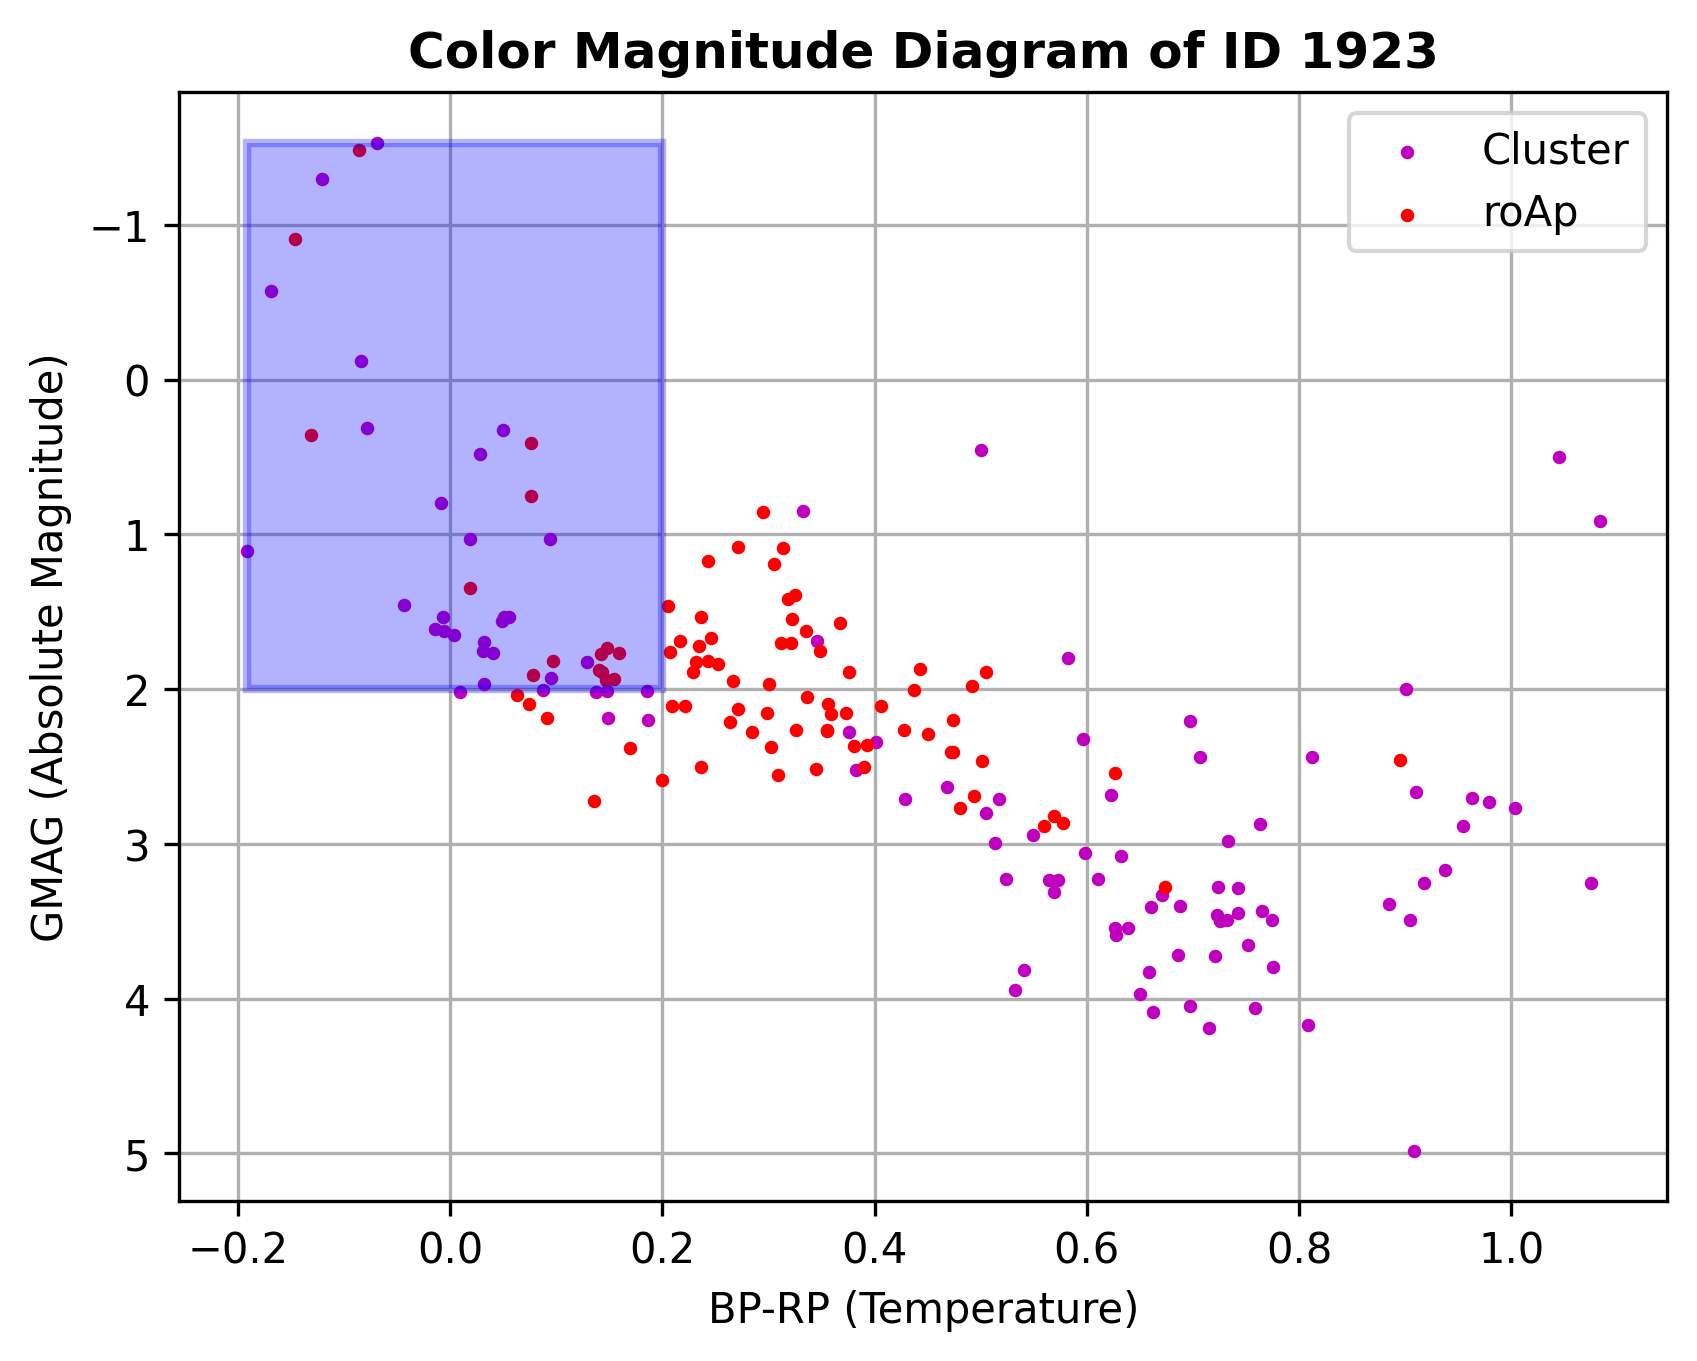 Color Magnitude Diagram of ID 1923
Cluster
roAp
GMAG (Absolute Magnitude)
−1
0
1
2
3
4
5
−0.2 0.0 0.2 0.4 0.6 0.8 1.0
BP-RP (Temperature)